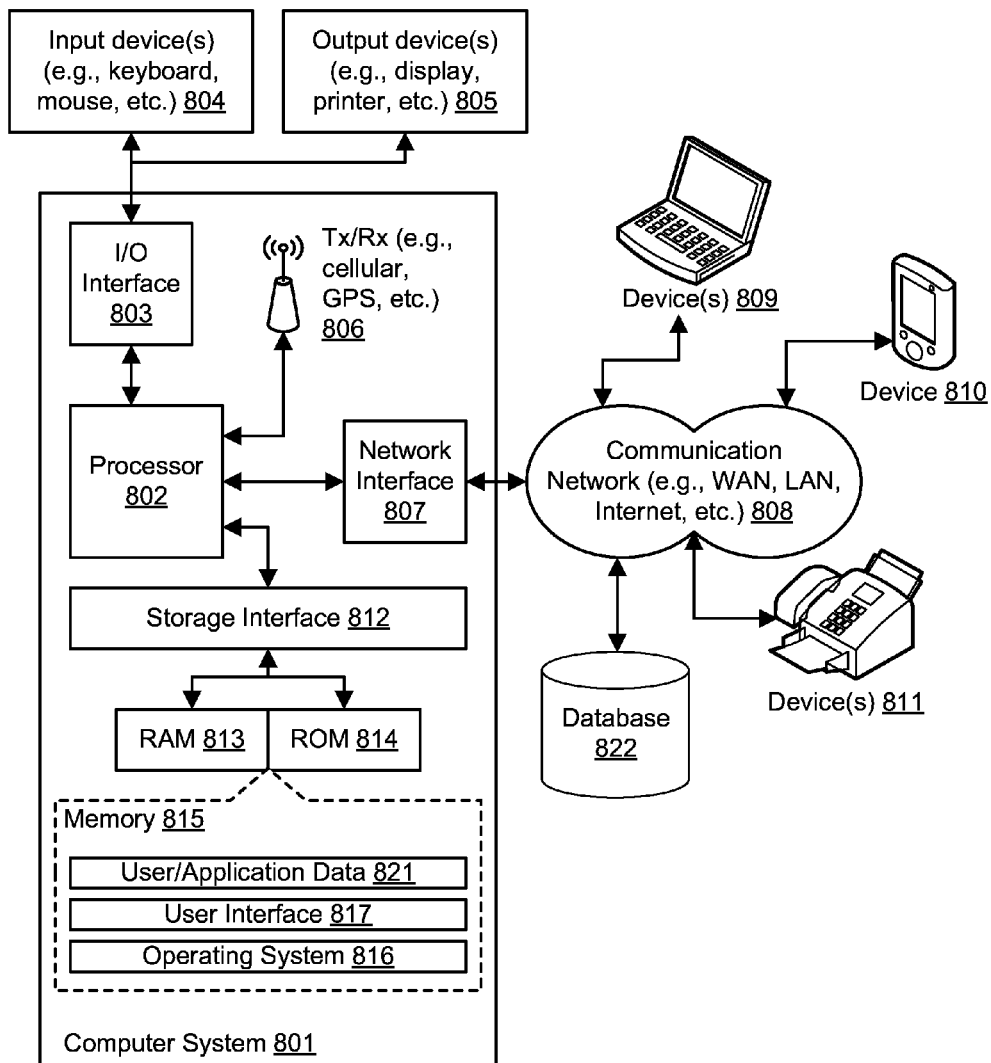 Input device(s)
(e.g., keyboard,
mouse, etc.) 804
Output device(s)
(e.g., display,
printer, etc.) 805
I/O
Interface
803
Tx/Rx (e.g.,
cellular,
GPS, etc.)
806
Device(s) 809
Device 810
Processor
802
Network
Interface
807
Communication
Network (e.g., WAN, LAN,
Internet, etc.) 808
Storage Interface 812
Device(s) 811
RAM 813
ROM 814
Database
822
Memory 815
User/Application Data 821
User Interface 817
Operating System 816
Computer System 801